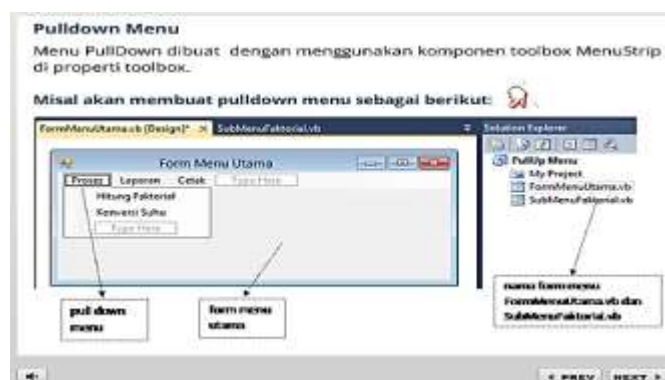 Pulldown Menu
Menu PullDown dibuat dengan menggunakan komponen toolbox MenuStrip
di properti toolbox.
Misal akan membuat pulldown menu sebagai berikut:
FormMenuUtama.vb [Design]* SubMenuFaktorial.vb
Solution Explorer
Form Menu Utama
Proses Laporan Cetak Type Here
Hitung Faktorial
Konversi Suhu
Type Here
PullUp Menu
My Project
FormMenuUtama.vb
SubMenuFaktorial.vb
pull down
menu
form menu
utama
nama form menu
FormMenuUtama.vb dan
SubMenuFaktorial.vb
PREV NEXT